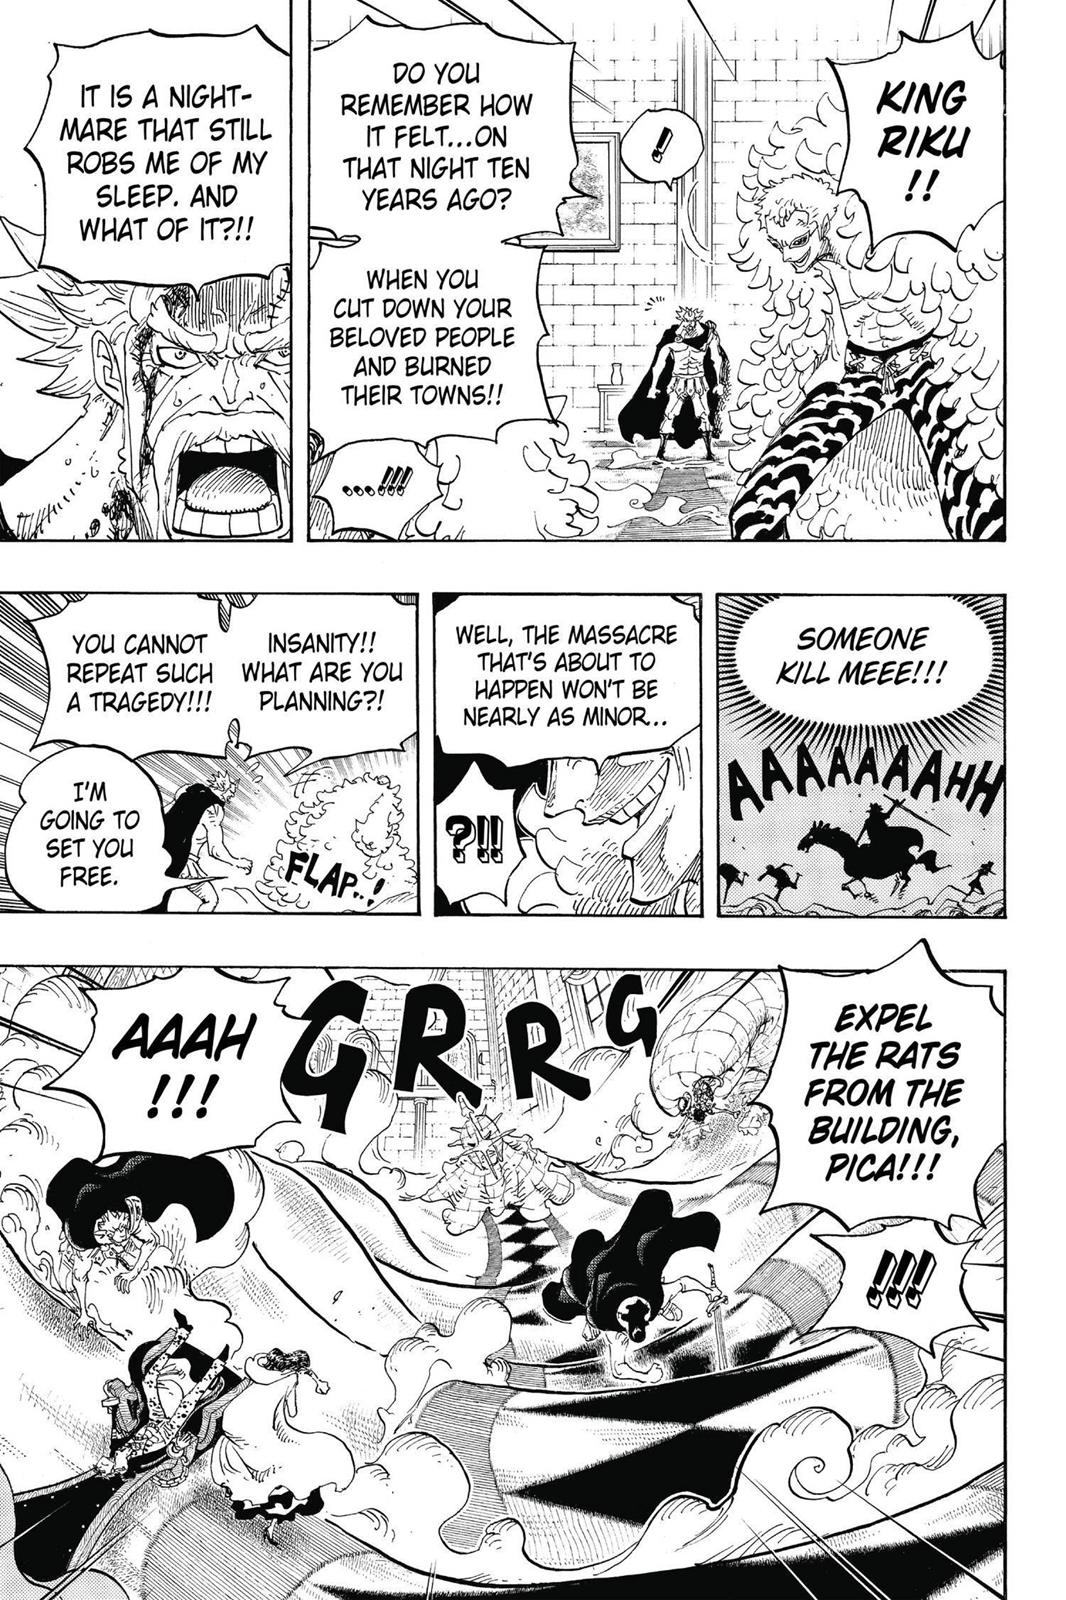 KING
RIKU
!!
!
DO YOU
REMEMBER HOW
IT FELT...ON
THAT NIGHT TEN
YEARS AGO?
WHEN YOU
CUT DOWN YOUR
BELOVED PEOPLE
AND BURNED
THEIR TOWNS!!
...!!!
IT IS A NIGHT-
MARE THAT STILL
ROBS ME OF MY
SLEEP. AND
WHAT OF IT?!!
SOMEONE
KILL MEEE!!!
AAAAAAAHH
WELL, THE MASSACRE
THAT'S ABOUT TO
HAPPEN WON'T BE
NEARLY AS MINOR...
?!!
INSANITY!!
WHAT ARE YOU
PLANNING?!
YOU CANNOT
REPEAT SUCH
A TRAGEDY!!!
FLAP..!
I'M
GOING TO
SET YOU
FREE.
EXPEL
THE RATS
FROM THE
BUILDING,
PICA!!!
!!!!
GRRG
AAAH
!!!